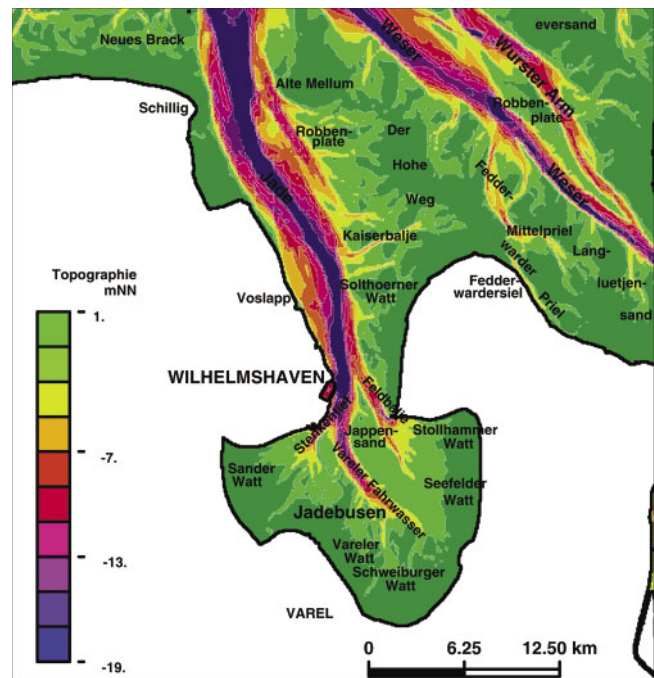 eversand
Neues Brack
Weser
Wurster Arm
Alte Mellum
Schillig
Robben-
plate
Robben-
plate
Der
Hohe
Weg
Jade
Fedder-
warder
Priel
Weser
Mittelpriel
Kaiserbalje
Lang-
luetjen-
sand
Topographie
mNN
Solthoerner
Watt
Fedder-
wardersiel
Voslapp
1.
-7.
-13.
-19.
WILHELMSHAVEN
Feldbalje
Stenkentief
Jappen-
sand
Stollhammer
Watt
Sander
Watt
Vareler Fahrwasser
Seefelder
Watt
Jadebusen
Vareler
Watt
Schweiburger
Watt
VAREL
0 6.25 12.50 km